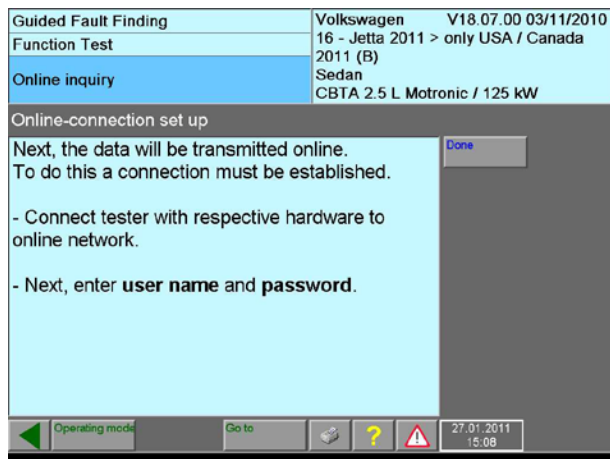 Guided Fault Finding
Function Test
Online inquiry
Volkswagen V18.07.00 03/11/2010
16 - Jetta 2011 > only USA / Canada
2011 (B)
Sedan
CBTA 2.5 L Motronic / 125 kW
Online-connection set up
Next, the data will be transmitted online.
To do this a connection must be established.
- Connect tester with respective hardware to
online network.
- Next, enter user name and password.
Done
Operating mode
Go to
?
27.01.2011
15:08